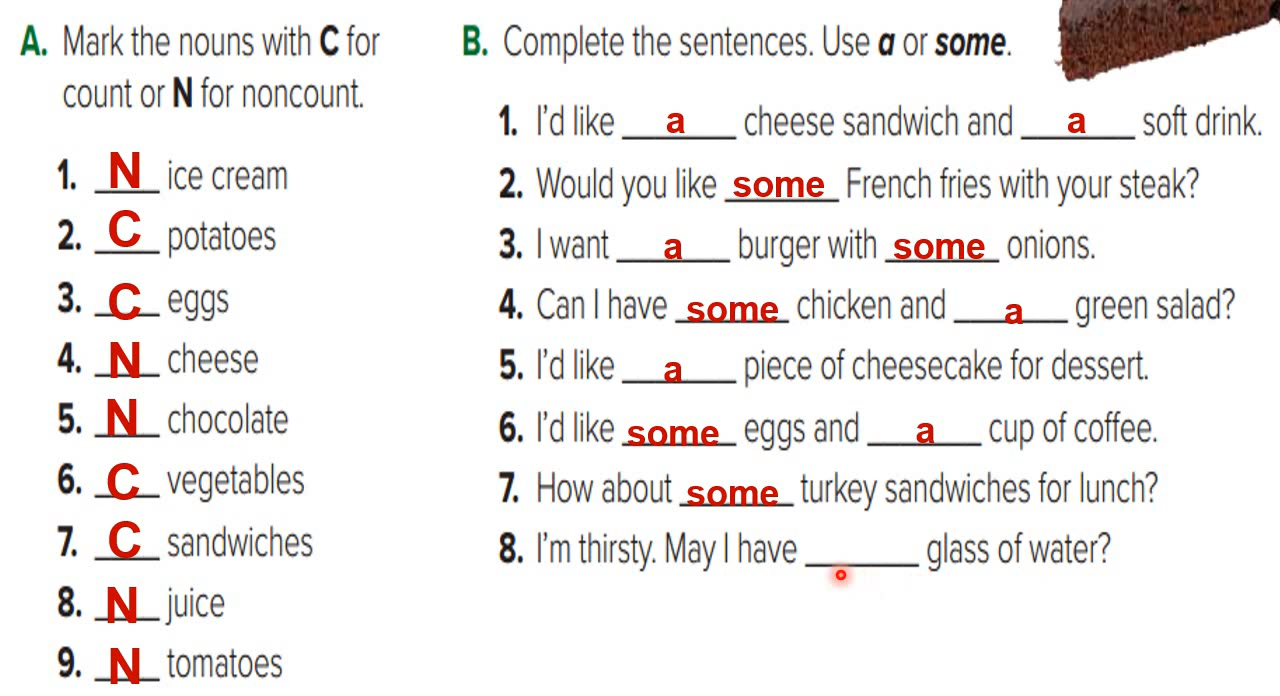 A. Mark the nouns with C for
count or N for noncount.
1. N ice cream
2. C potatoes
3. C eggs
4. N cheese
5. N chocolate
6. C vegetables
7. C sandwiches
8. N juice
9. N tomatoes
B. Complete the sentences. Use a or some.
1. I'd like a cheese sandwich and a soft drink.
2. Would you like some French fries with your steak?
3. I want a burger with some onions.
4. Can I have some chicken and a green salad?
5. I'd like a piece of cheesecake for dessert.
6. I'd like some eggs and a cup of coffee.
7. How about some turkey sandwiches for lunch?
8. I'm thirsty. May I have ______ glass of water?